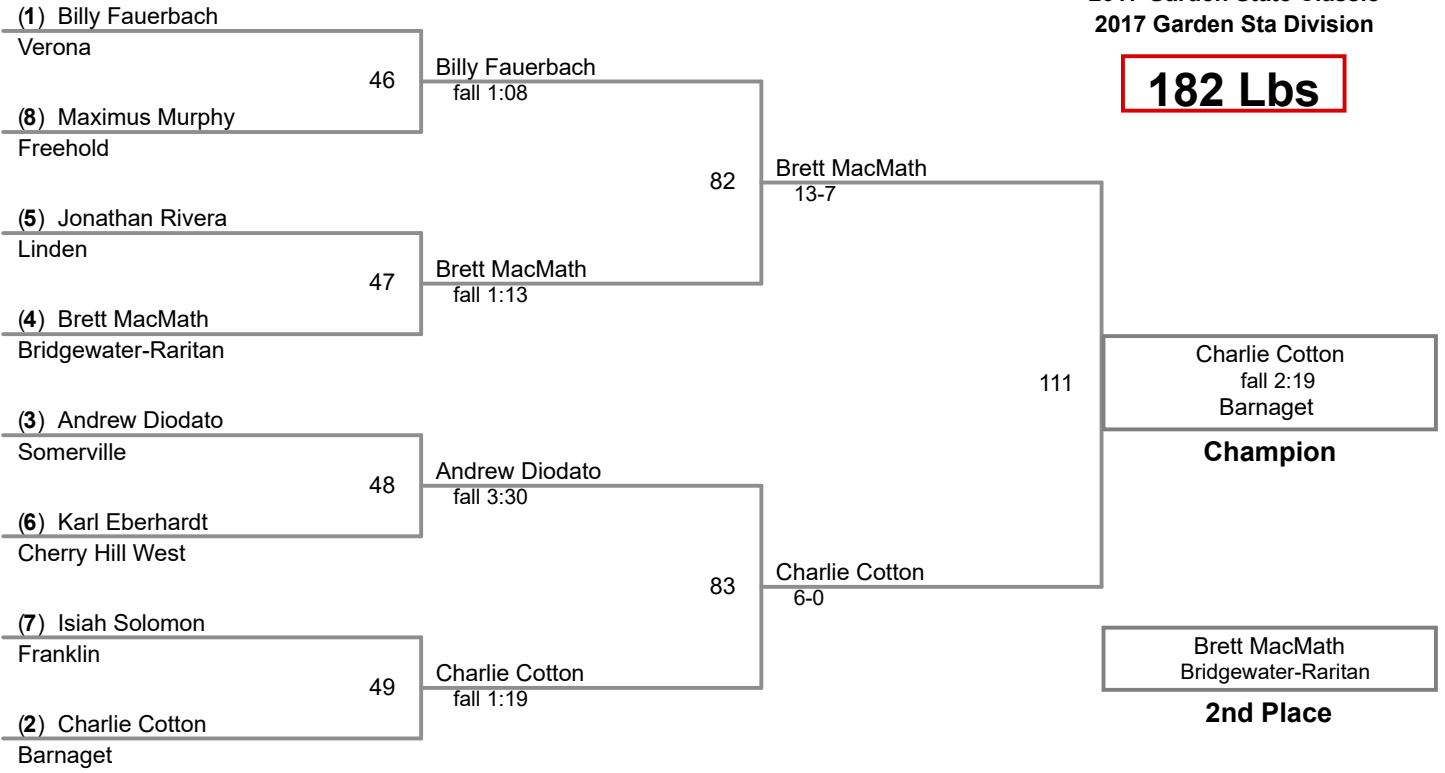 2017 Garden State Classic
2017 Garden Sta Division
182 Lbs
(1) Billy Fauerbach
Verona
46
(8) Maximus Murphy
Freehold
(5) Jonathan Rivera
Linden
47
(4) Brett MacMath
Bridgewater-Raritan
(3) Andrew Diodato
Somerville
48
(6) Karl Eberhardt
Cherry Hill West
(7) Isiah Solomon
Franklin
49
(2) Charlie Cotton
Barnaget
Billy Fauerbach
fall 1:08
82
Brett MacMath
fall 1:13
Andrew Diodato
fall 3:30
83
Charlie Cotton
fall 1:19
Brett MacMath
13-7
111
Charlie Cotton
6-0
Charlie Cotton
fall 2:19
Barnaget
Champion
Brett MacMath
Bridgewater-Raritan
2nd Place